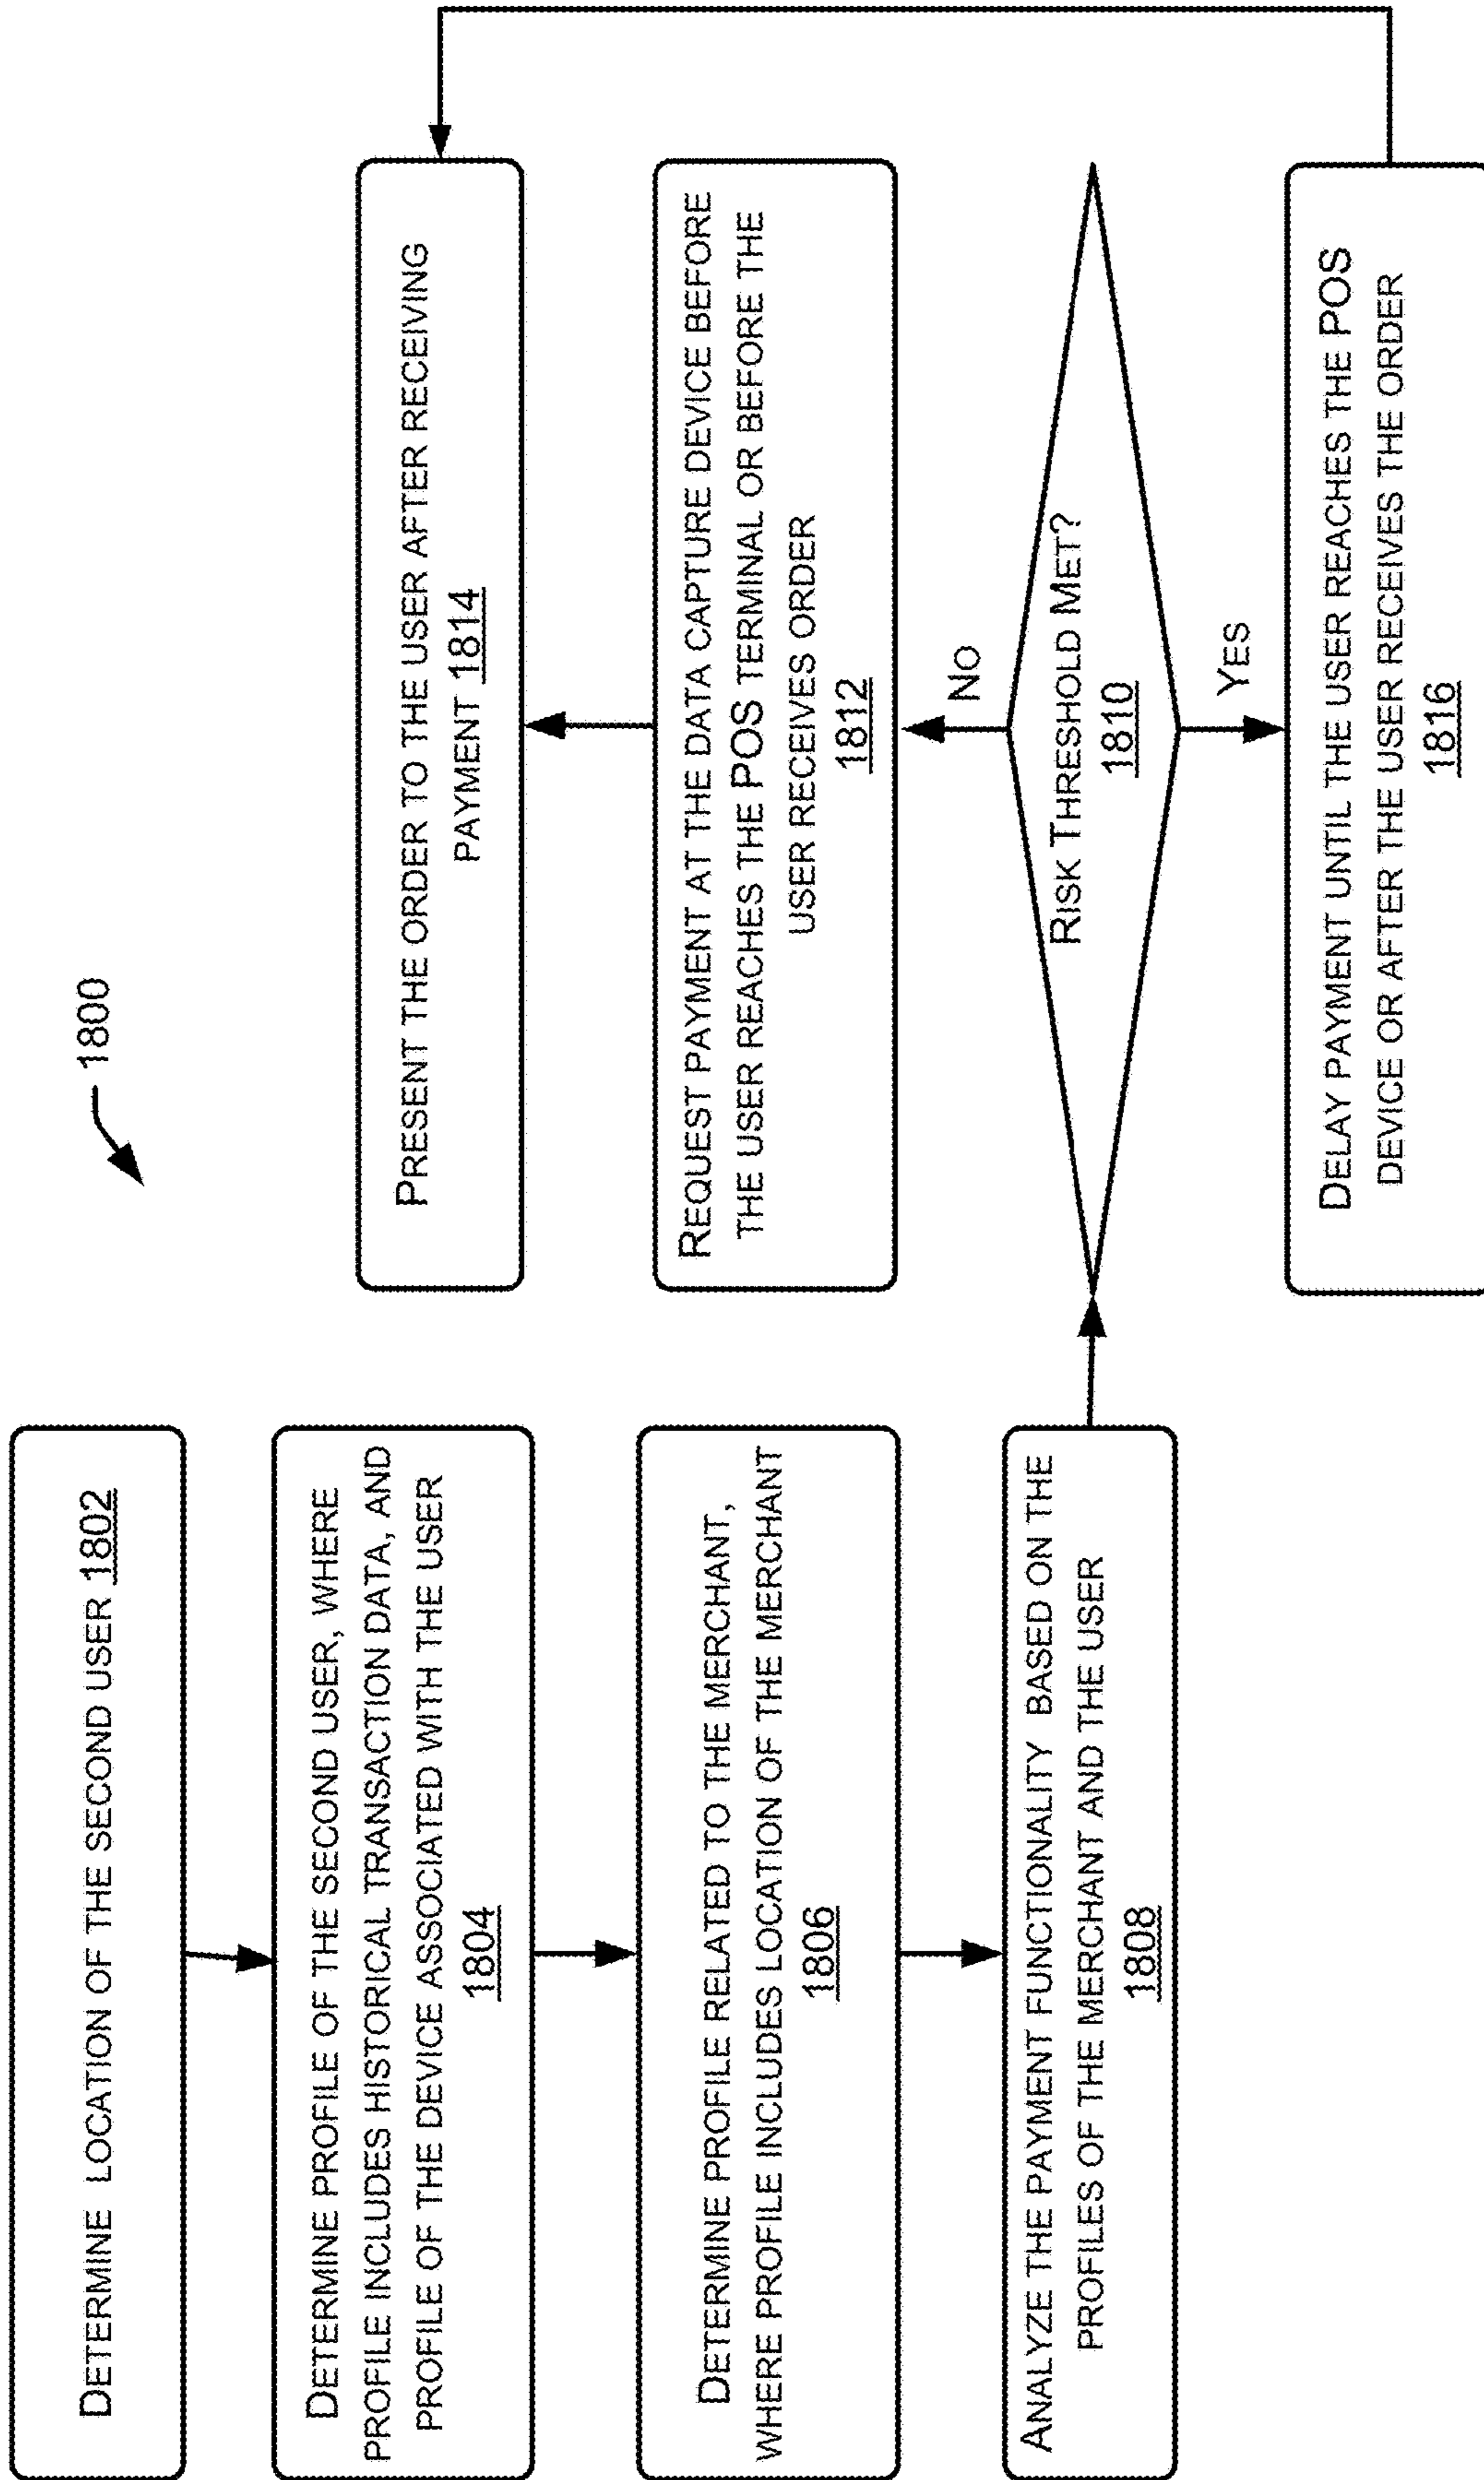 1800
DETERMINE LOCATION OF THE SECOND USER 1802
DETERMINE PROFILE OF THE SECOND USER, WHERE
PROFILE INCLUDES HISTORICAL TRANSACTION DATA, AND
PROFILE OF THE DEVICE ASSOCIATED WITH THE USER
1804
DETERMINE PROFILE RELATED TO THE MERCHANT,
WHERE PROFILE INCLUDES LOCATION OF THE MERCHANT
1806
ANALYZE THE PAYMENT FUNCTIONALITY BASED ON THE
PROFILES OF THE MERCHANT AND THE USER
1808
PRESENT THE ORDER TO THE USER AFTER RECEIVING
PAYMENT 1814
REQUEST PAYMENT AT THE DATA CAPTURE DEVICE BEFORE
THE USER REACHES THE POS TERMINAL OR BEFORE THE
USER RECEIVES ORDER
1812
NO
RISK THRESHOLD MET?
1810
YES
DELAY PAYMENT UNTIL THE USER REACHES THE POS
DEVICE OR AFTER THE USER RECEIVES THE ORDER
1816